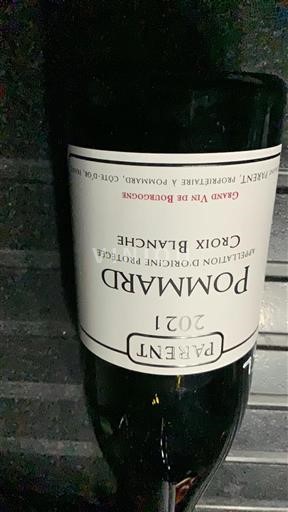 PARENT
2021
POMMARD
APPELLATION D'ORIGINE PROTÉGÉE
CROIX BLANCHE
GRAND VIN DE BOURGOGNE
PARENT, PROPRIÉTAIRE À POMMARD, CÔTE-D'OR,